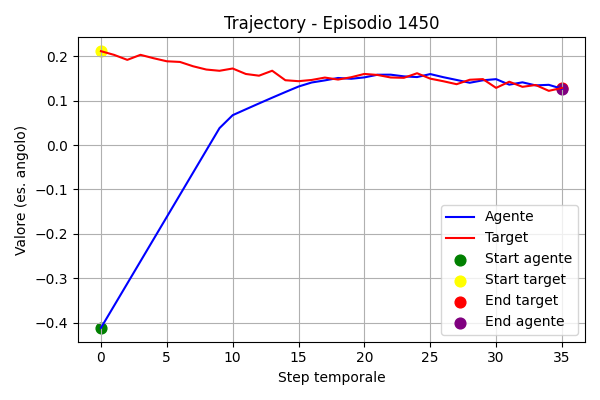 Trajectory - Episodio 1450
Valore (es. angolo)
0.2
0.1
0.0
−0.1
−0.2
−0.3
−0.4
0 5 10 15 20 25 30 35
Step temporale
Agente
Target
Start agente
Start target
End target
End agente